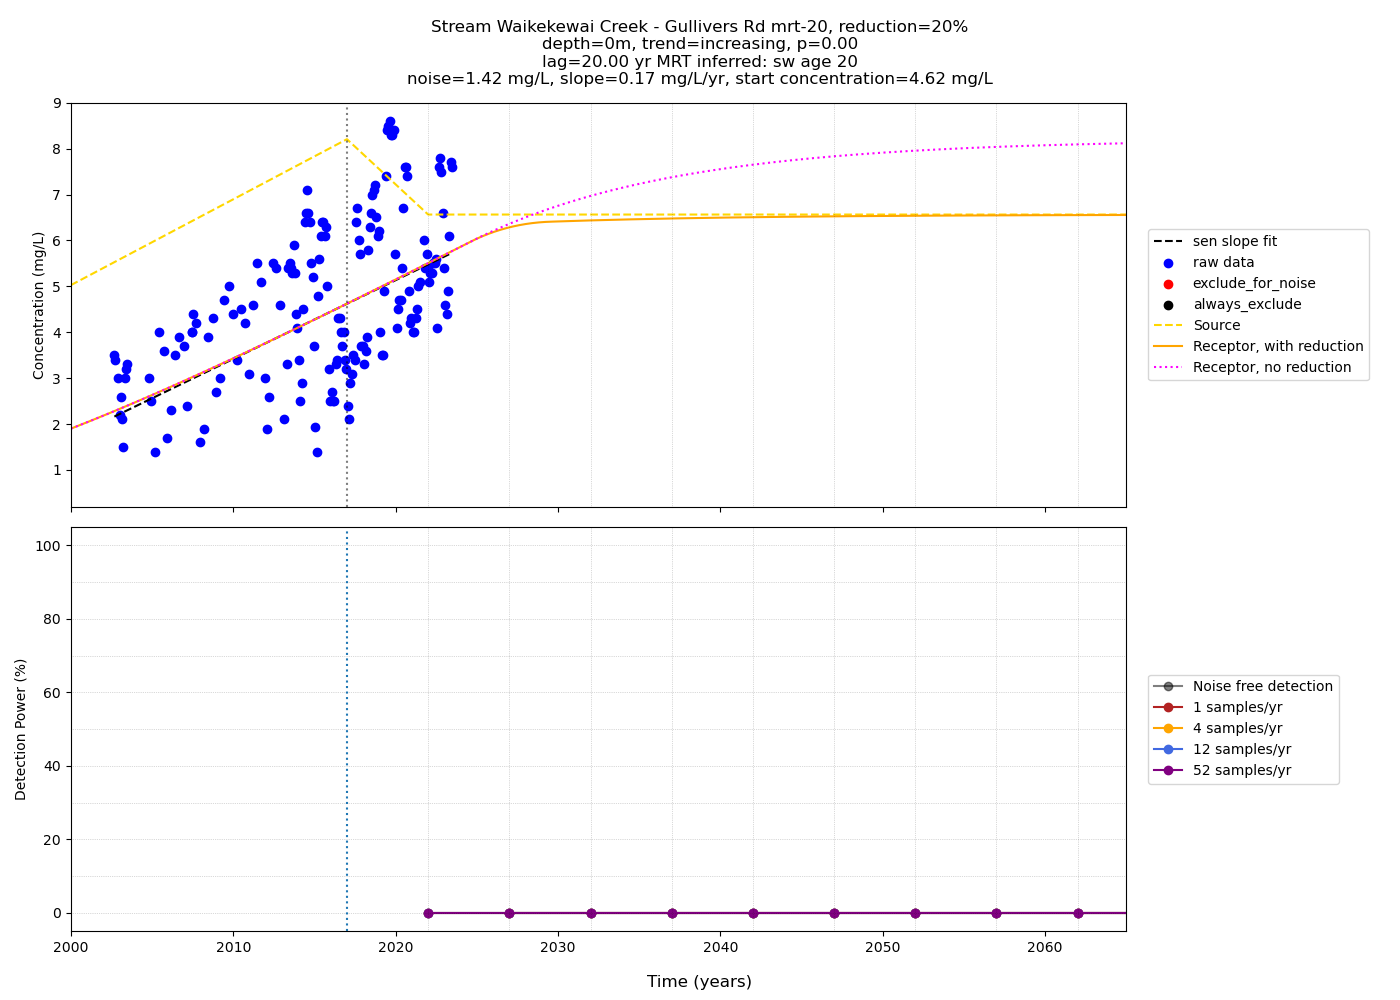 Stream Waikekewai Creek - Gullivers Rd mrt-20, reduction=20%
depth=0m, trend=increasing, p=0.00
lag=20.00 yr MRT inferred: sw age 20
noise=1.42 mg/L, slope=0.17 mg/L/yr, start concentration=4.62 mg/L
Concentration (mg/L)
9
8
7
6
5
4
3
2
1
sen slope fit
raw data
exclude_for_noise
always_exclude
Source
Receptor, with reduction
Receptor, no reduction
Detection Power (%)
100
80
60
40
20
0
Noise free detection
1 samples/yr
4 samples/yr
12 samples/yr
52 samples/yr
2000 2010 2020 2030 2040 2050 2060
Time (years)